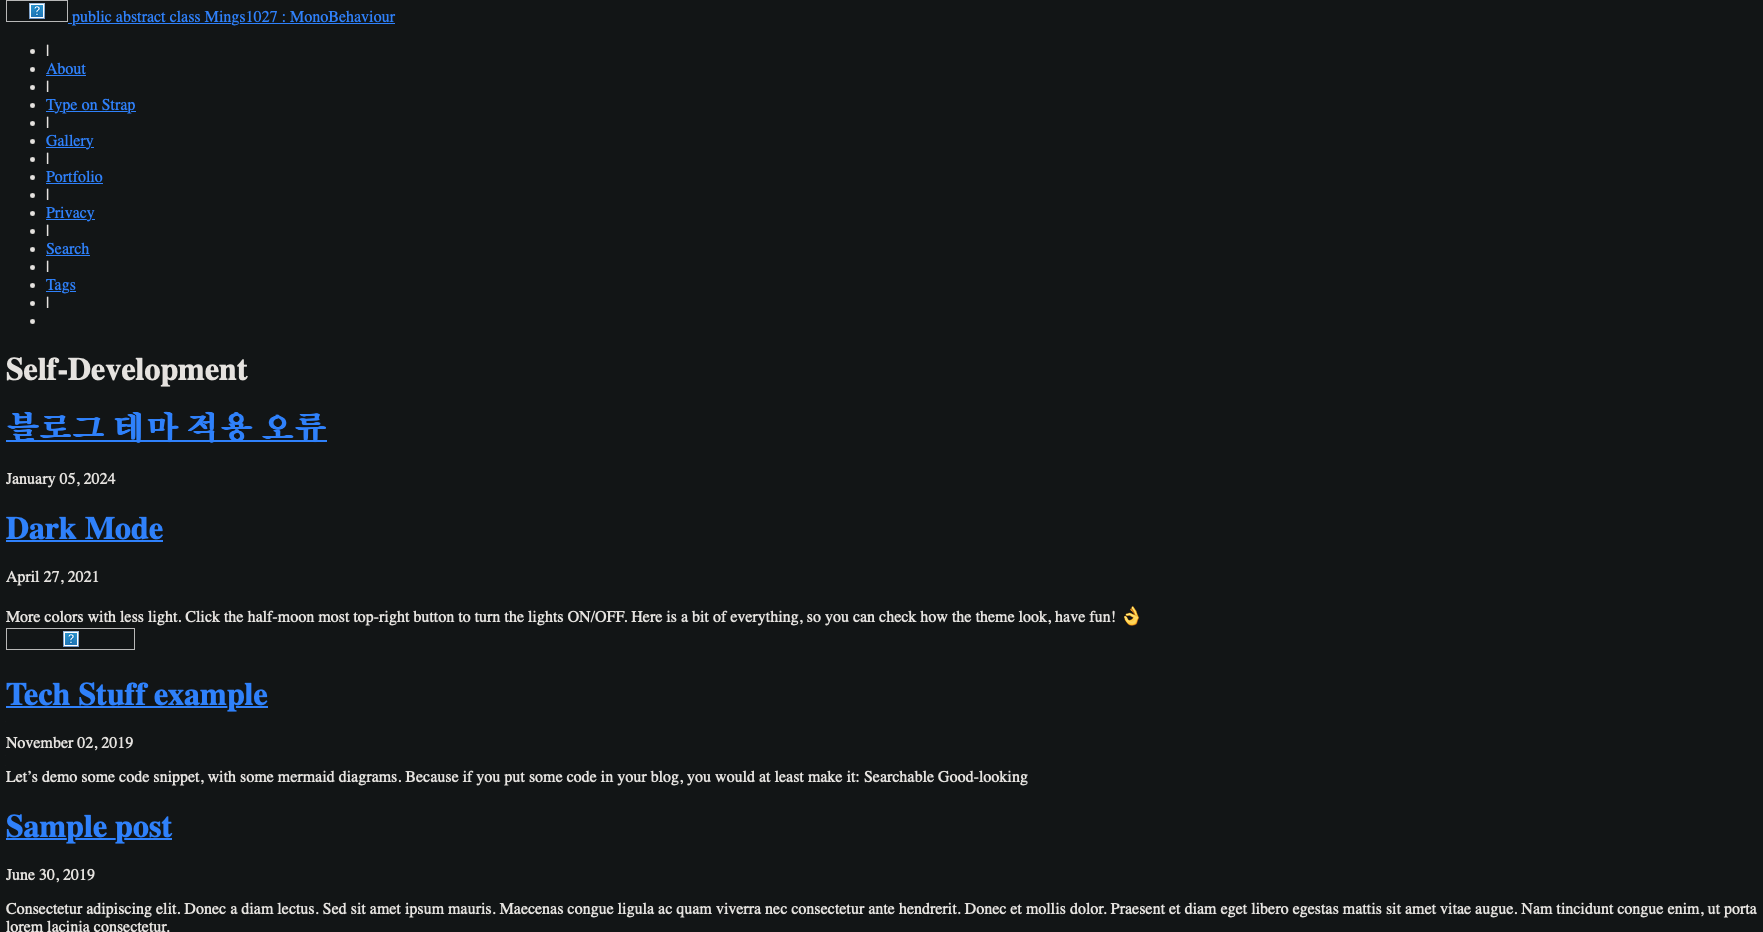 public abstract class Mings1027 : MonoBehaviour
|
About
|
Type on Strap
|
Gallery
|
Portfolio
|
Privacy
|
Search
|
Tags
|
Self-Development
블로그 테마 적용 오류
January 05, 2024
Dark Mode
April 27, 2021
More colors with less light. Click the half-moon most top-right button to turn the lights ON/OFF. Here is a bit of everything, so you can check how the theme look, have fun! 👌
Tech Stuff example
November 02, 2019
Let’s demo some code snippet, with some mermaid diagrams. Because if you put some code in your blog, you would at least make it: Searchable Good-looking
Sample post
June 30, 2019
Consectetur adipiscing elit. Donec a diam lectus. Sed sit amet ipsum mauris. Maecenas congue ligula ac quam viverra nec consectetur ante hendrerit. Donec et mollis dolor. Praesent et diam eget libero egestas mattis sit amet vitae augue. Nam tincidunt congue enim, ut porta
lorem lacinia consectetur.